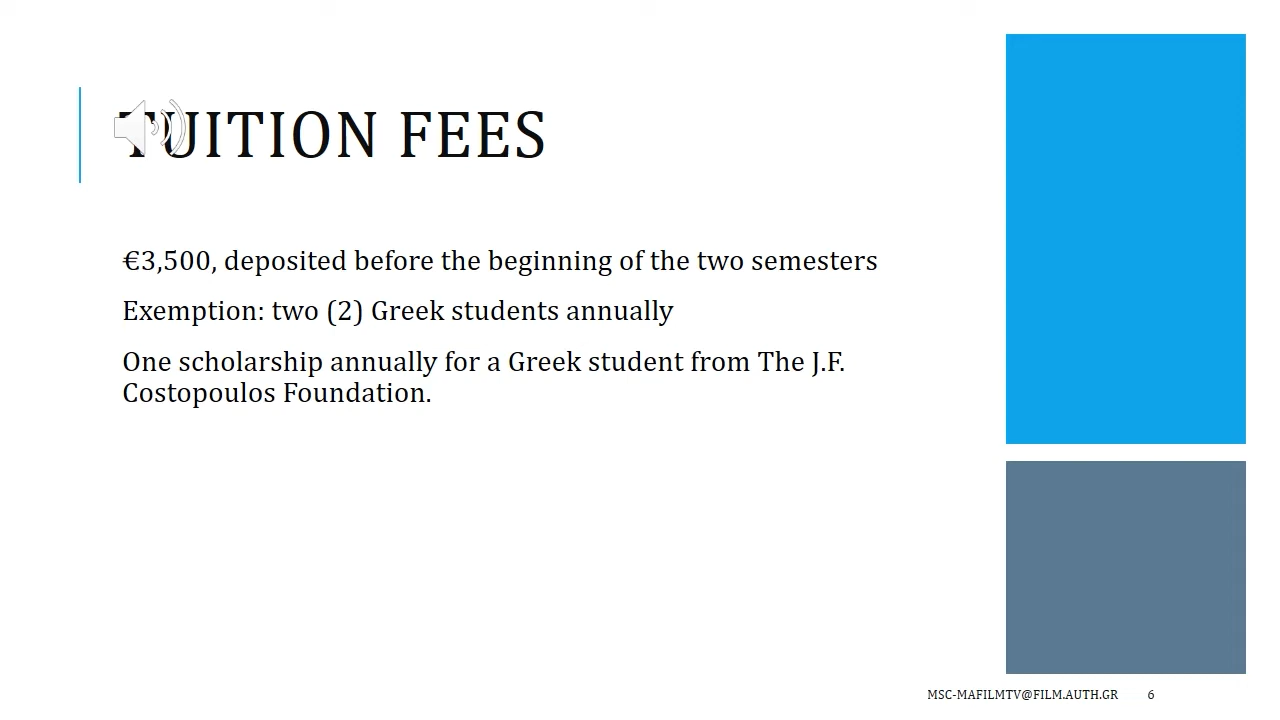 TUITION FEES
€3,500, deposited before the beginning of the two semesters
Exemption: two (2) Greek students annually
One scholarship annually for a Greek student from The J.F.
Costopoulos Foundation.
MSC-MAFILMTV@FILM.AUTH.GR 6